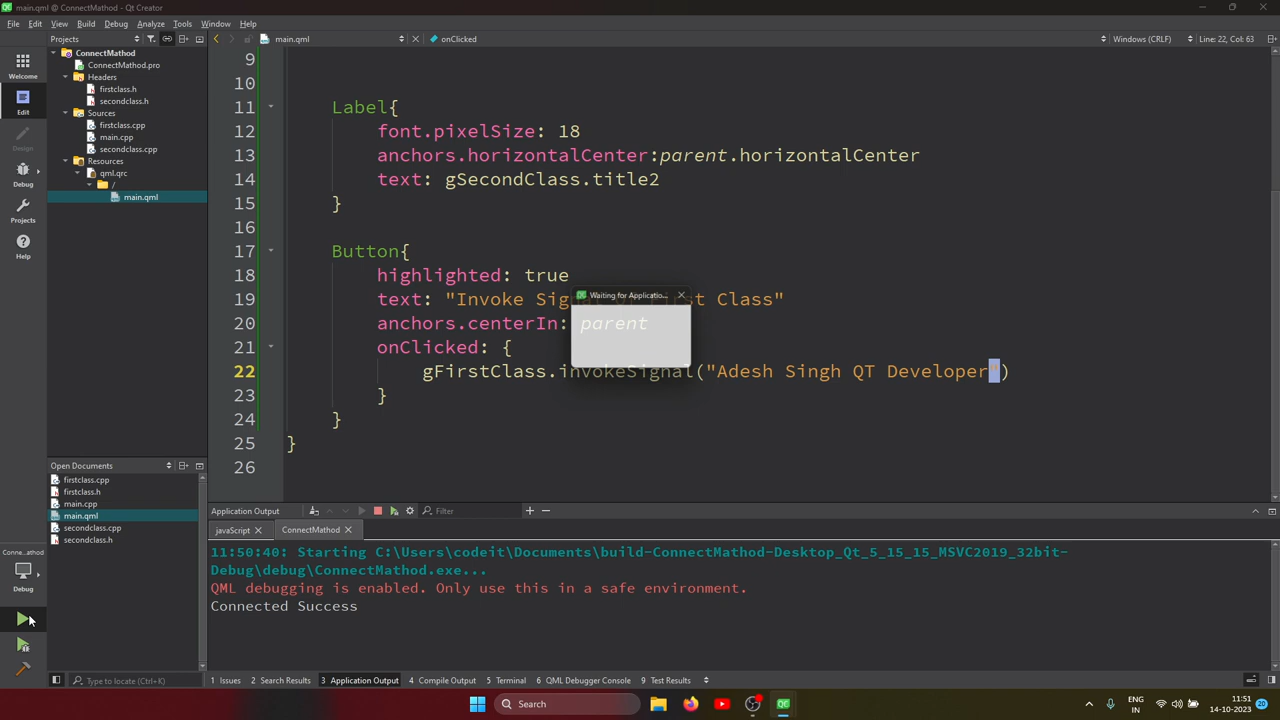 main.qml @ ConnectMathod - Qt Creator
File Edit View Build Debug Analyze Tools Window Help
Projects
main.qml
onClicked
Windows (CRLF)
Line: 22, Col: 63
Welcome
Edit
Design
Debug
Projects
Help
ConnectMathod
ConnectMathod.pro
Headers
firstclass.h
secondclass.h
Sources
firstclass.cpp
main.cpp
secondclass.cpp
Resources
qml.qrc
/
main.qml
9
10
11 Label{
12 font.pixelSize: 18
13 anchors.horizontalCenter:parent.horizontalCenter
14 text: gSecondClass.title2
15 }
16
17 Button{
18 highlighted: true
19 text: "Invoke Signal First Class"
20 anchors.centerIn: parent
21 onClicked: {
22 gFirstClass.invokeSignal("Adesh Singh QT Developer")
23 }
24 }
25 }
26
Waiting for Applicatio...
Open Documents
firstclass.cpp
firstclass.h
main.cpp
main.qml
secondclass.cpp
secondclass.h
Conne...athod
Debug
Application Output
Filter
javaScript
ConnectMathod
11:50:40: Starting C:\Users\codeit\Documents\build-ConnectMathod-Desktop_Qt_5_15_15_MSVC2019_32bit-
Debug\debug\ConnectMathod.exe...
QML debugging is enabled. Only use this in a safe environment.
Connected Success
Type to locate (Ctrl+K)
1 Issues
2 Search Results
3 Application Output
4 Compile Output
5 Terminal
6 QML Debugger Console
9 Test Results
Search
ENG
IN
11:51
14-10-2023
20